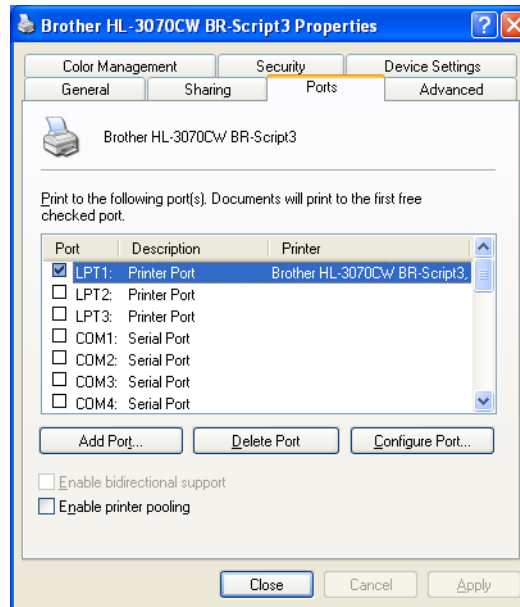 Brother HL-3070CW BR-Script3 Properties
Color Management Security Device Settings
General Sharing Ports Advanced
Brother HL-3070CW BR-Script3
Print to the following port(s). Documents will print to the first free
checked port.
Port Description Printer
LPT1: Printer Port Brother HL-3070CW BR-Script3,
LPT2: Printer Port
LPT3: Printer Port
COM1: Serial Port
COM2: Serial Port
COM3: Serial Port
COM4: Serial Port
Add Port... Delete Port Configure Port...
Enable bidirectional support
Enable printer pooling
Close Cancel Apply